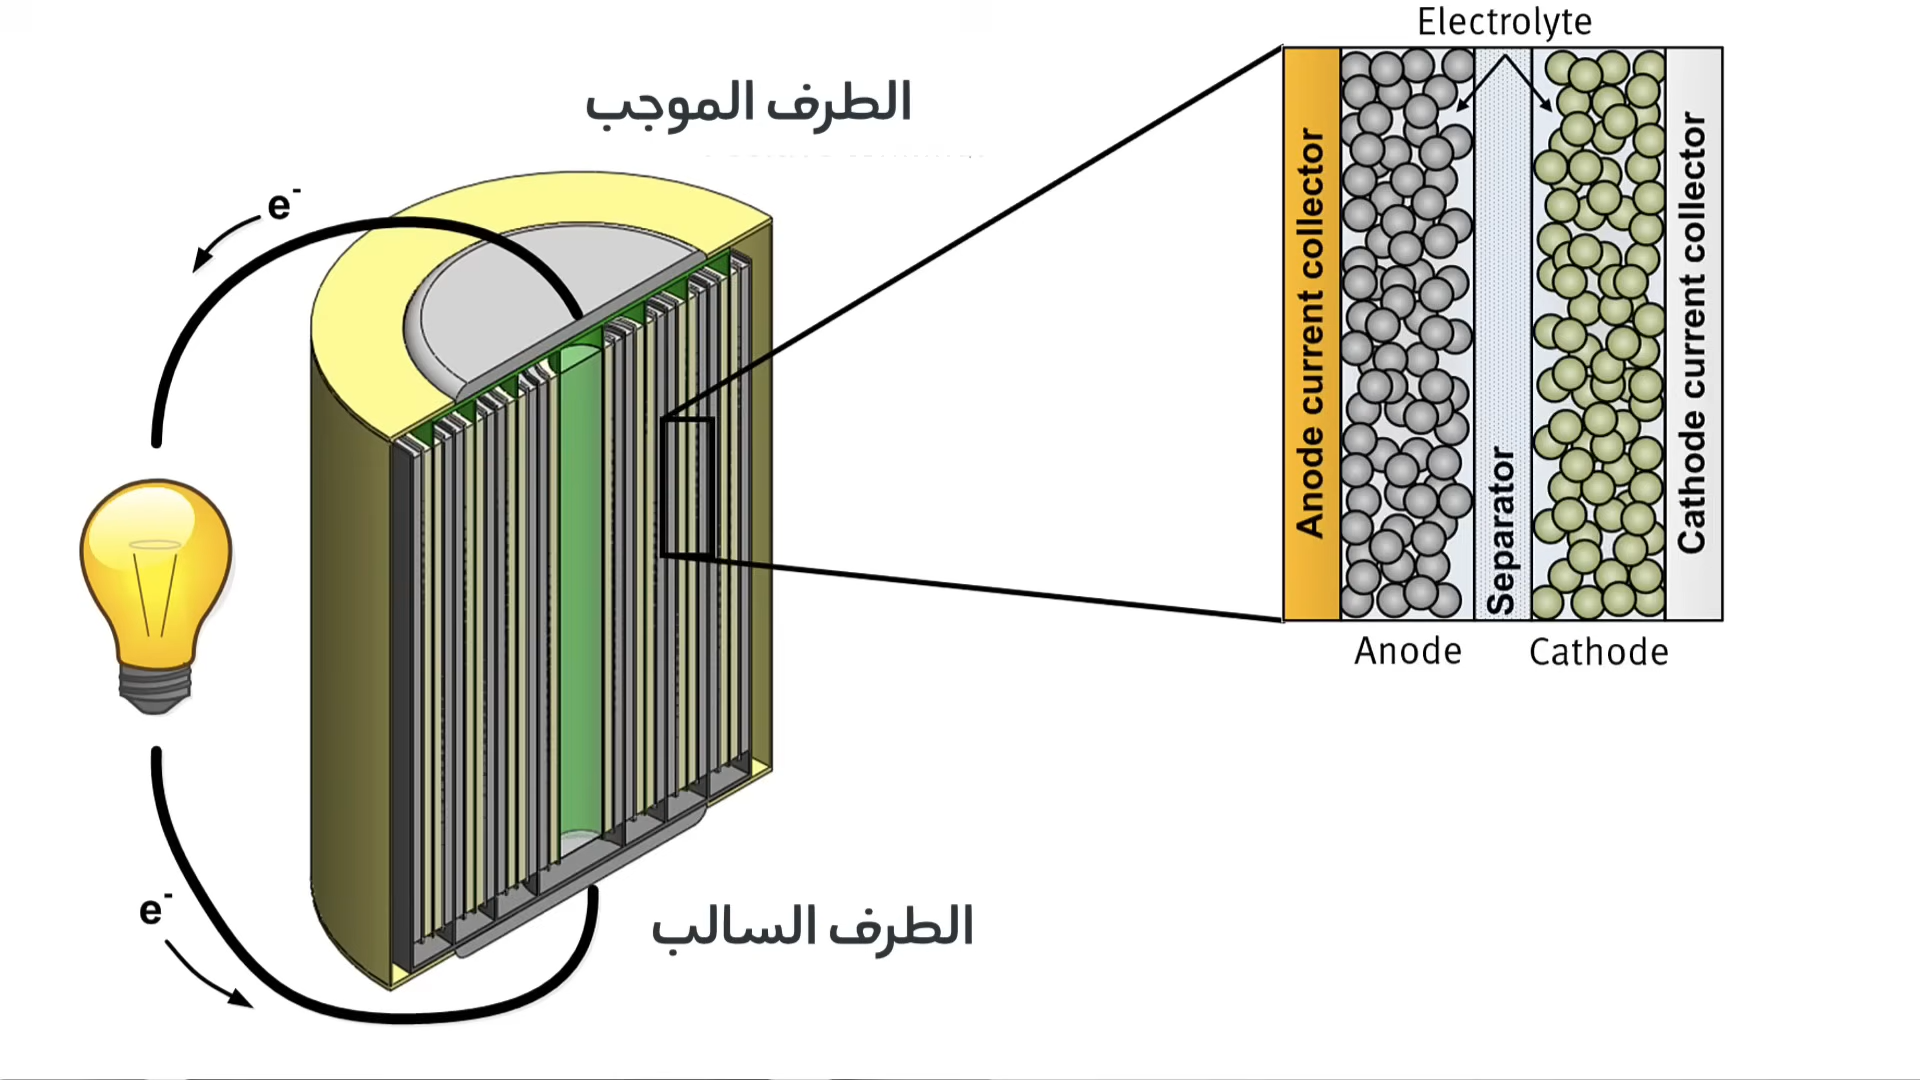 Electrolyte
الطرف الموجب
e-
Anode current collector
Separator
Cathode current collector
Anode
Cathode
e-
الطرف السالب